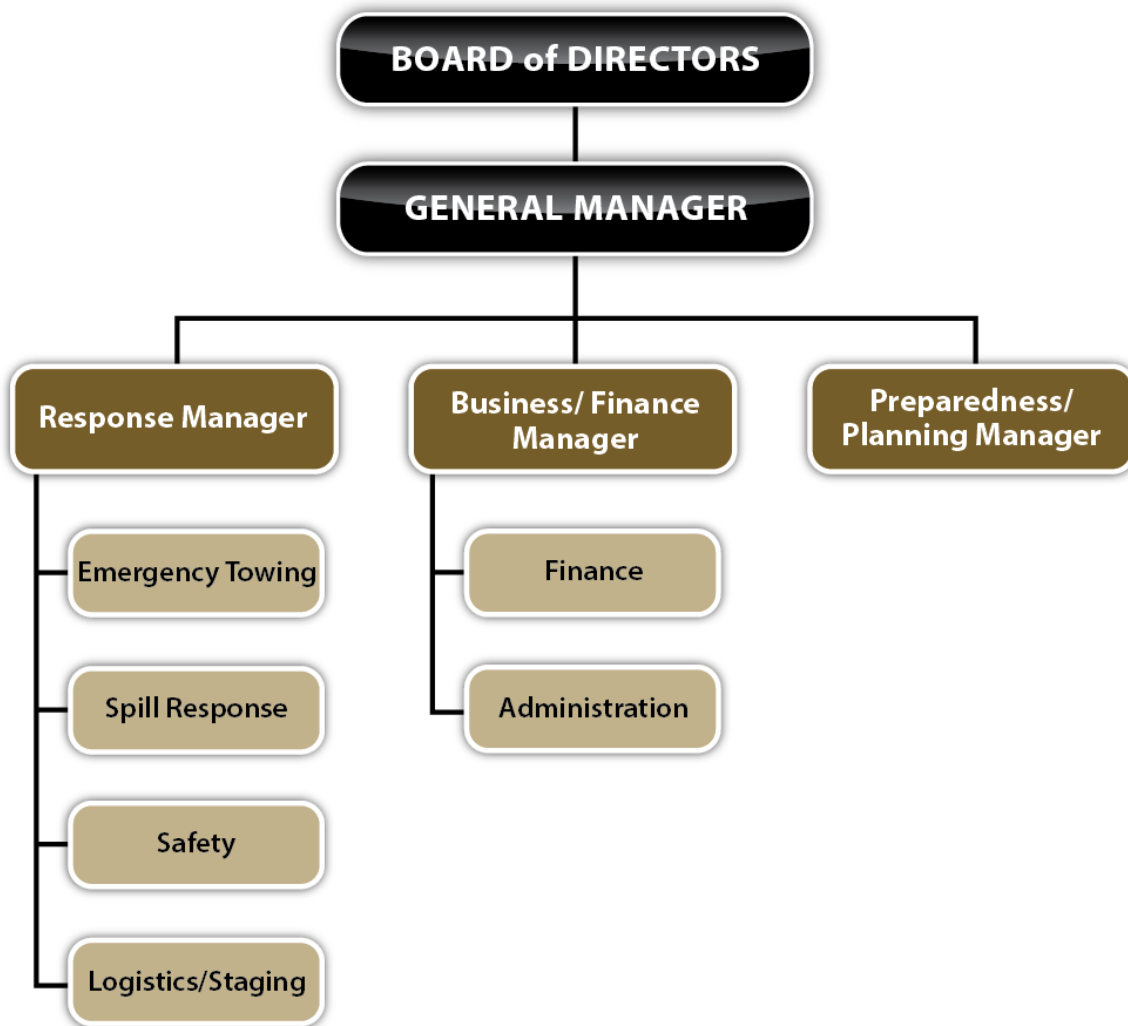 BOARD of DIRECTORS
GENERAL MANAGER
Response Manager
Business/ Finance
Manager
Preparedness/
Planning Manager
Emergency Towing
Spill Response
Safety
Logistics/Staging
Finance
Administration